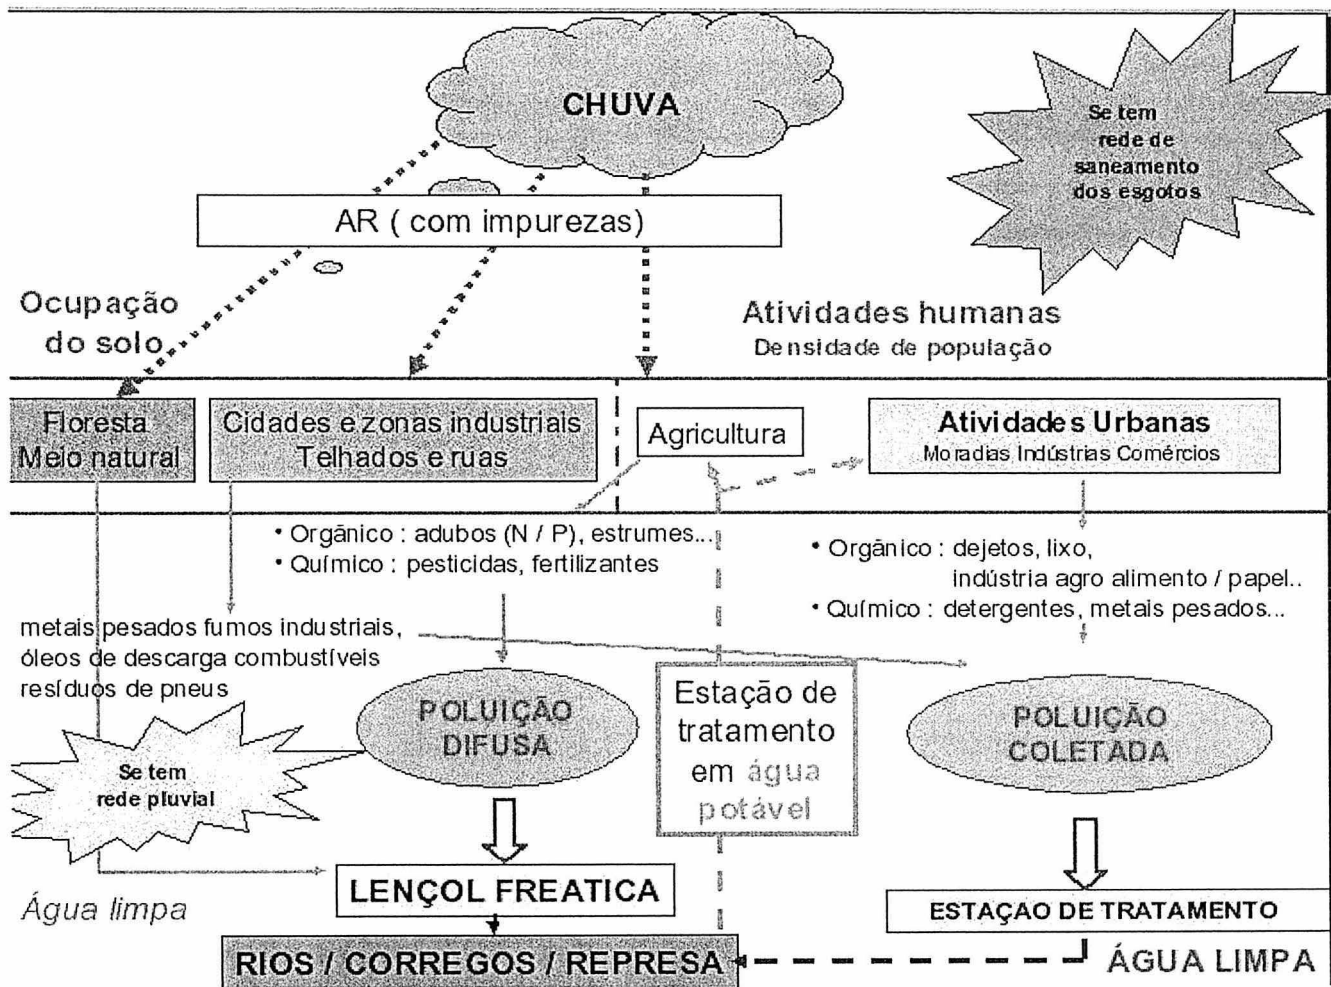 CHUVA
Se tem
rede de
saneamento
dos esgotos
AR ( com impurezas)
Ocupação
do solo
Atividades humanas
Densidade de população
Floresta
Meio natural
Cidades e zonas industriais
Telhados e ruas
Agricultura
Atividades Urbanas
Moradias Indústrias Comércios
• Orgânico : adubos (N / P), estrumes...
• Químico : pesticidas, fertilizantes
• Orgânico : dejetos, lixo,
indústria agro alimento / papel..
• Químico : detergentes, metais pesados...
metais pesados fumos industriais,
óleos de descarga combustíveis
resíduos de pneus
POLUIÇÃO
DIFUSA
Estação de
tratamento
em água
potável
POLUIÇÃO
COLETADA
Se tem
rede pluvial
LENÇOL FREATICA
Água limpa
ESTAÇÃO DE TRATAMENTO
RIOS / CORREGOS / REPRESA
ÁGUA LIMPA